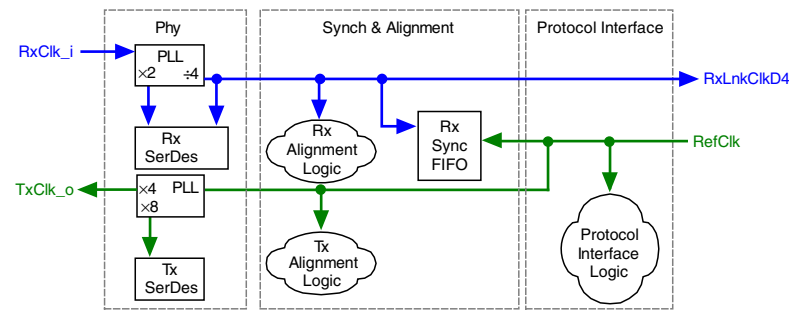 Phy
Synch & Alignment
Protocol Interface
RxClk_i
PLL
×2 ÷4
RxLnkClkD4
Rx
SerDes
Rx
Alignment
Logic
Rx
Sync
FIFO
RefClk
TxClk_o
×4 PLL
×8
Tx
SerDes
Tx
Alignment
Logic
Protocol
Interface
Logic